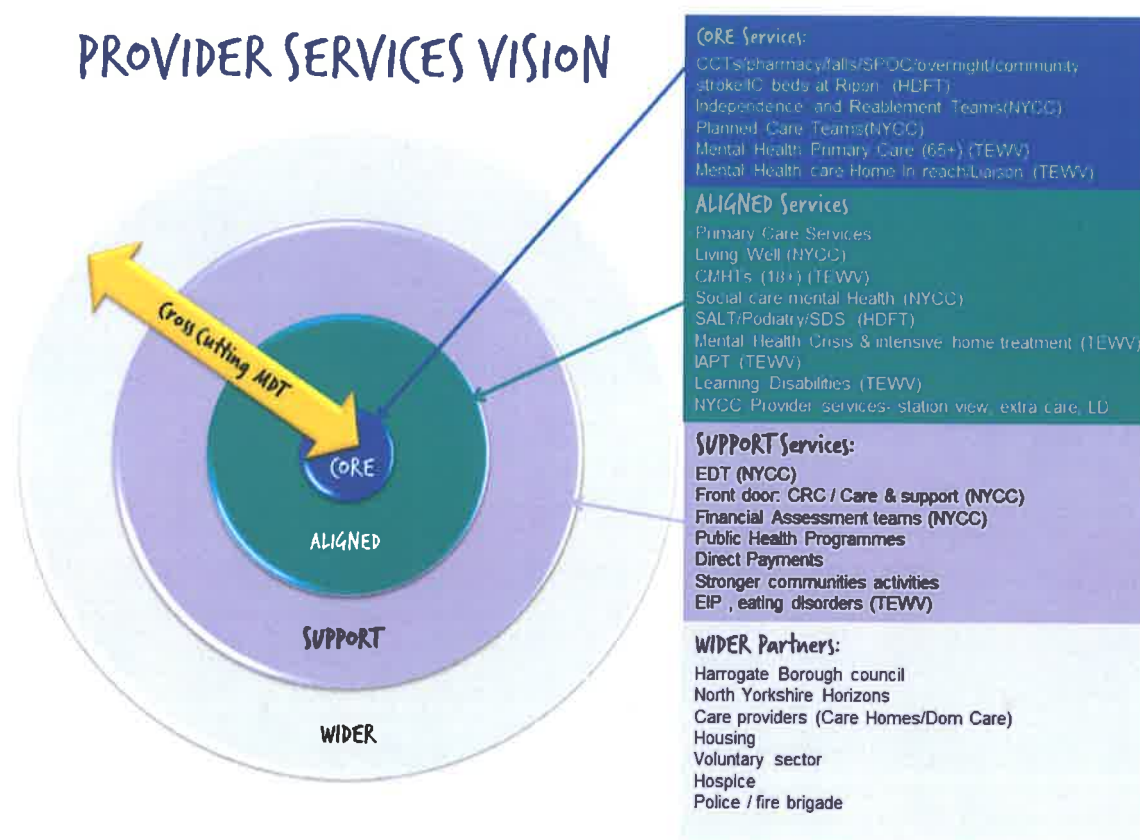 PROVIDER SERVICES VISION
Cross Cutting MDT
CORE
ALIGNED
SUPPORT
WIDER
CORE Services:
CCTs/pharmacy/falls/SPOC/overnight/community
stroke/IC beds at Ripon (HDFT)
Independence and Reablement Teams(NYCC)
Planned Care Teams(NYCC)
Mental Health Primary Care (65+) (TEWV)
Mental Health care Home In reach/Liaison (TEWV)
ALIGNED Services
Primary Care Services
Living Well (NYCC)
CMHTs (18+) (TEWV)
Social care mental Health (NYCC)
SALT/Podiatry/SDS (HDFT)
Mental Health Crisis & intensive home treatment (TEWV)
IAPT (TEWV)
Learning Disabilities (TEWV)
NYCC Provider services- station view, extra care, LD
SUPPORT Services:
EDT (NYCC)
Front door: CRC / Care & support (NYCC)
Financial Assessment teams (NYCC)
Public Health Programmes
Direct Payments
Stronger communities activities
EIP , eating disorders (TEWV)
WIDER Partners:
Harrogate Borough council
North Yorkshire Horizons
Care providers (Care Homes/Dom Care)
Housing
Voluntary sector
Hospice
Police / fire brigade